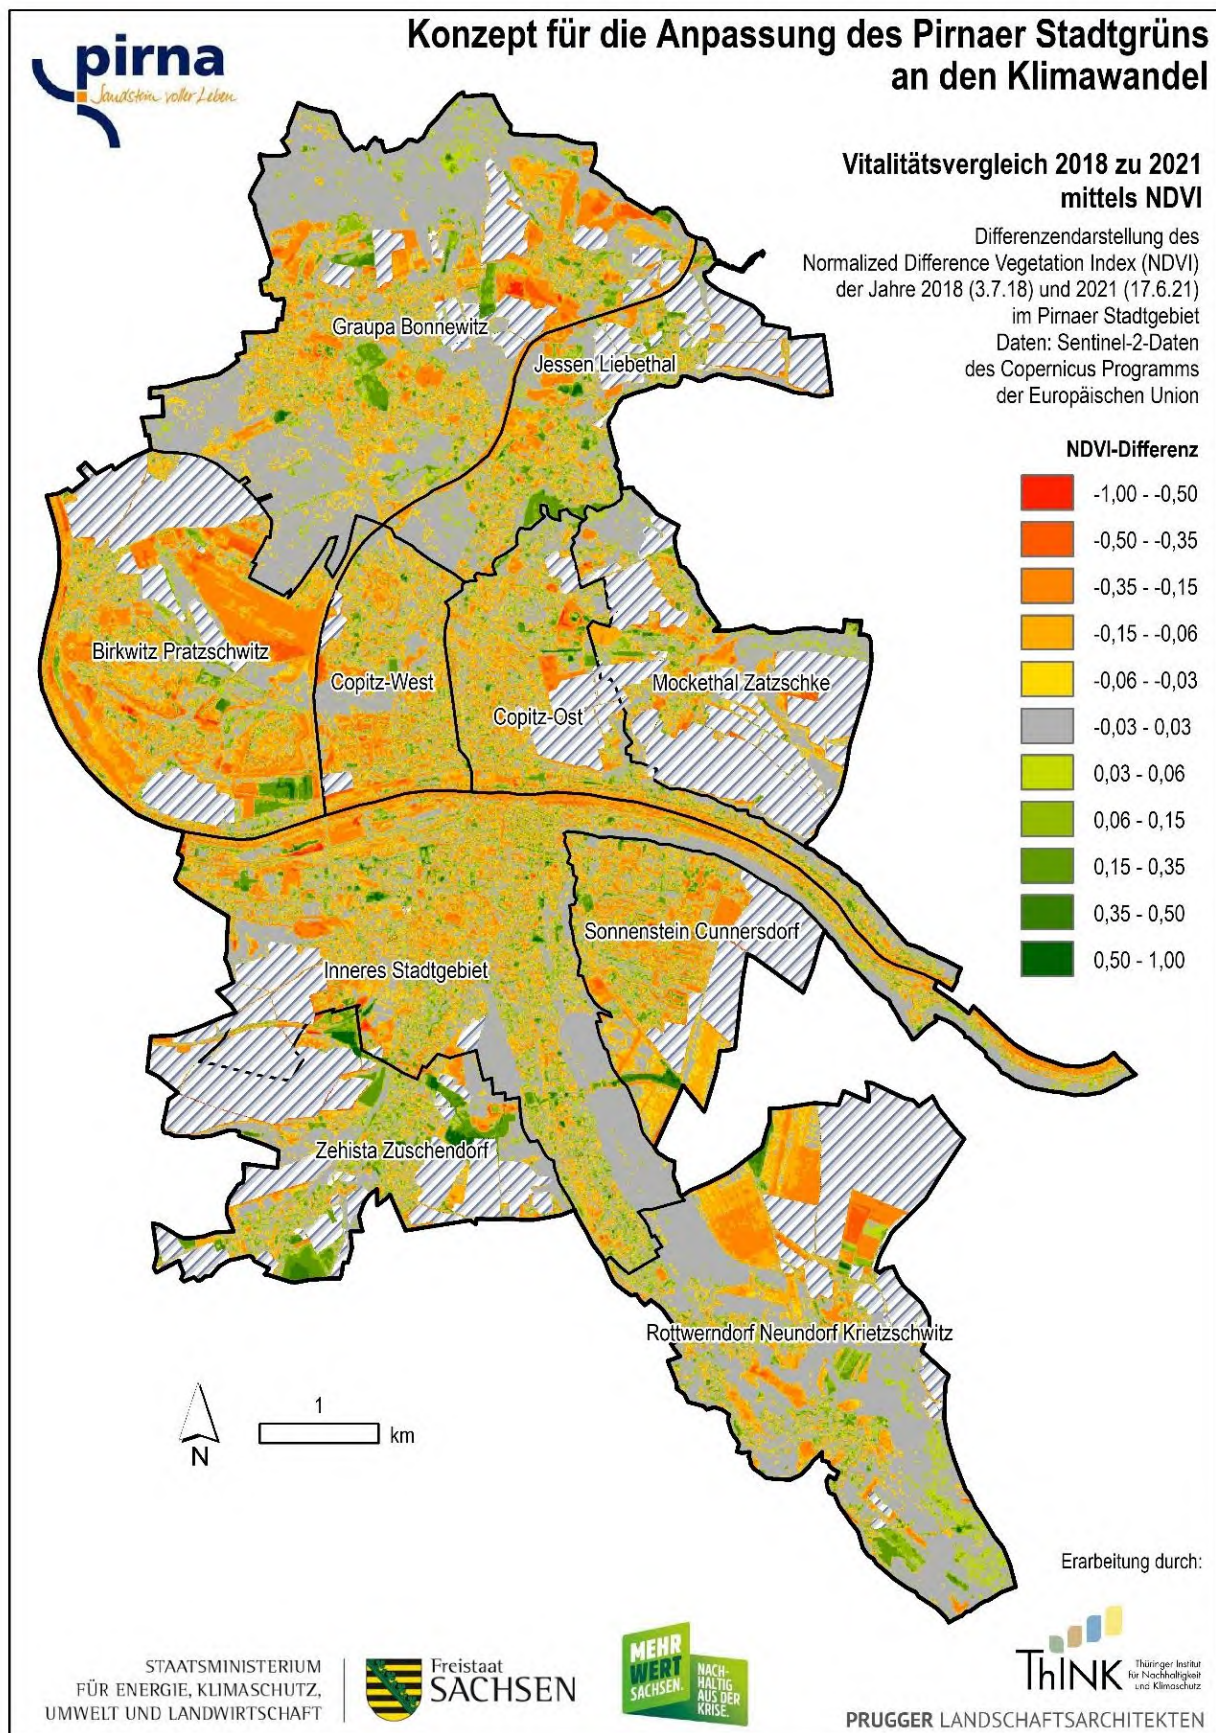 pirna
Sandstein voller Leben
Konzept für die Anpassung des Pirnaer Stadtgrüns
an den Klimawandel
Vitalitätsvergleich 2018 zu 2021
mittels NDVI
Differenzendarstellung des
Normalized Difference Vegetation Index (NDVI)
der Jahre 2018 (3.7.18) und 2021 (17.6.21)
im Pirnaer Stadtgebiet
Daten: Sentinel-2-Daten
des Copernicus Programms
der Europäischen Union
NDVI-Differenz
-1,00 - -0,50
-0,50 - -0,35
-0,35 - -0,15
-0,15 - -0,06
-0,06 - -0,03
-0,03 - 0,03
0,03 - 0,06
0,06 - 0,15
0,15 - 0,35
0,35 - 0,50
0,50 - 1,00
Graupa Bonnewitz
Jessen Liebethal
Birkwitz Pratzschwitz
Copitz-West
Copitz-Ost
Mockethal Zatzschke
Sonnenstein Cunnersdorf
Inneres Stadtgebiet
Zehista Zuschendorf
Rottwerndorf Neundorf Krietzschwitz
N
1
km
Erarbeitung durch:
STAATSMINISTERIUM
FÜR ENERGIE, KLIMASCHUTZ,
UMWELT UND LANDWIRTSCHAFT
Freistaat
SACHSEN
MEHR
WERT
SACHSEN.
NACH-
HALTIG
AUS DER
KRISE.
ThINK
Thüringer Institut
für Nachhaltigkeit
und Klimaschutz
PRUGGER LANDSCHAFTSARCHITEKTEN